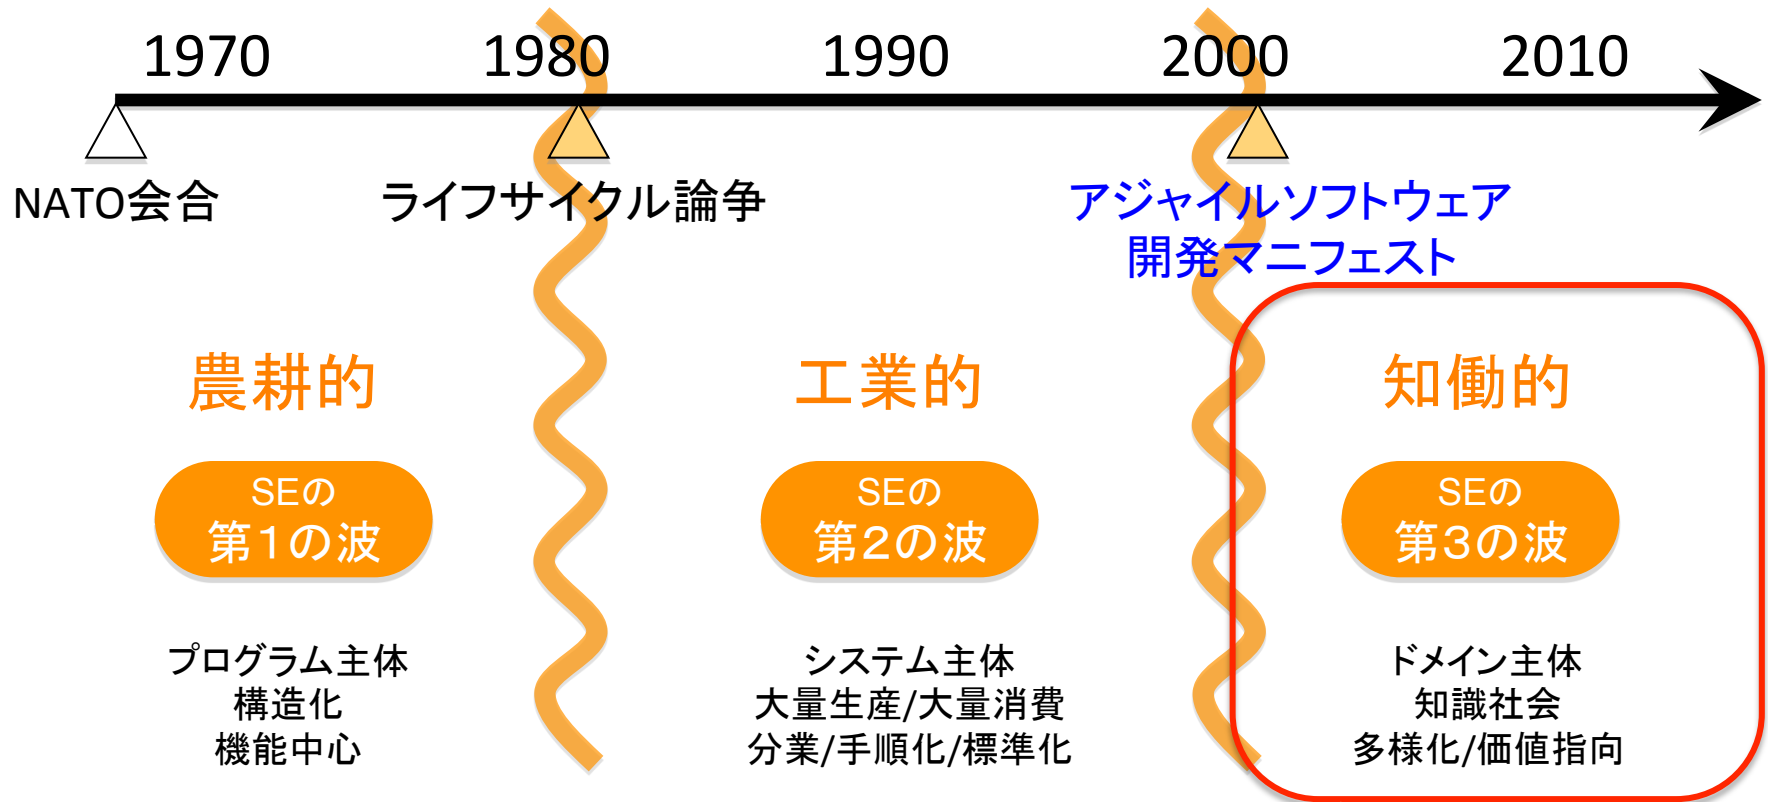 1970 1980 1990 2000 2010
NATO会合
ライフサイクル論争
アジャイルソフトウェア
開発マニフェスト
農耕的
工業的
知働的
SEの
第1の波
SEの
第2の波
SEの
第3の波
プログラム主体
構造化
機能中心
システム主体
大量生産/大量消費
分業/手順化/標準化
ドメイン主体
知識社会
多様化/価値指向